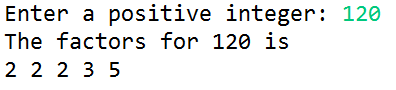 Enter a positive integer: 120
The factors for 120 is
2 2 2 3 5